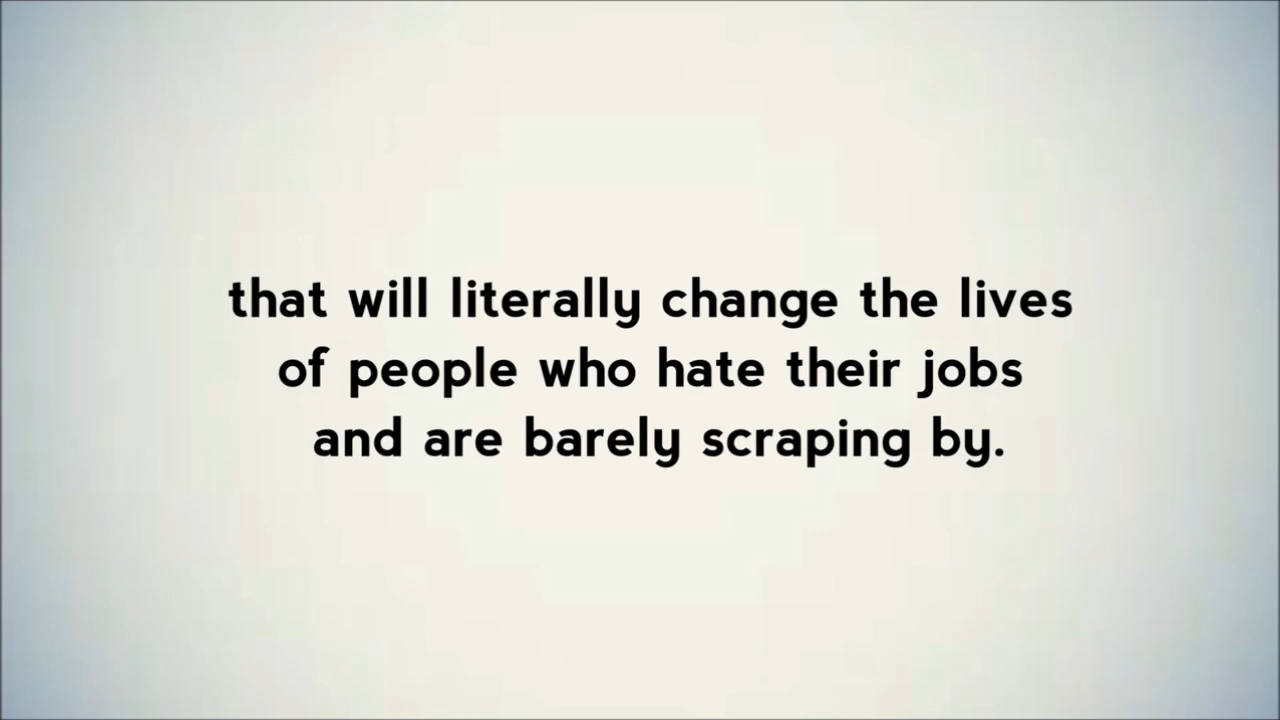 that will literally change the lives
of people who hate their jobs
and are barely scraping by.